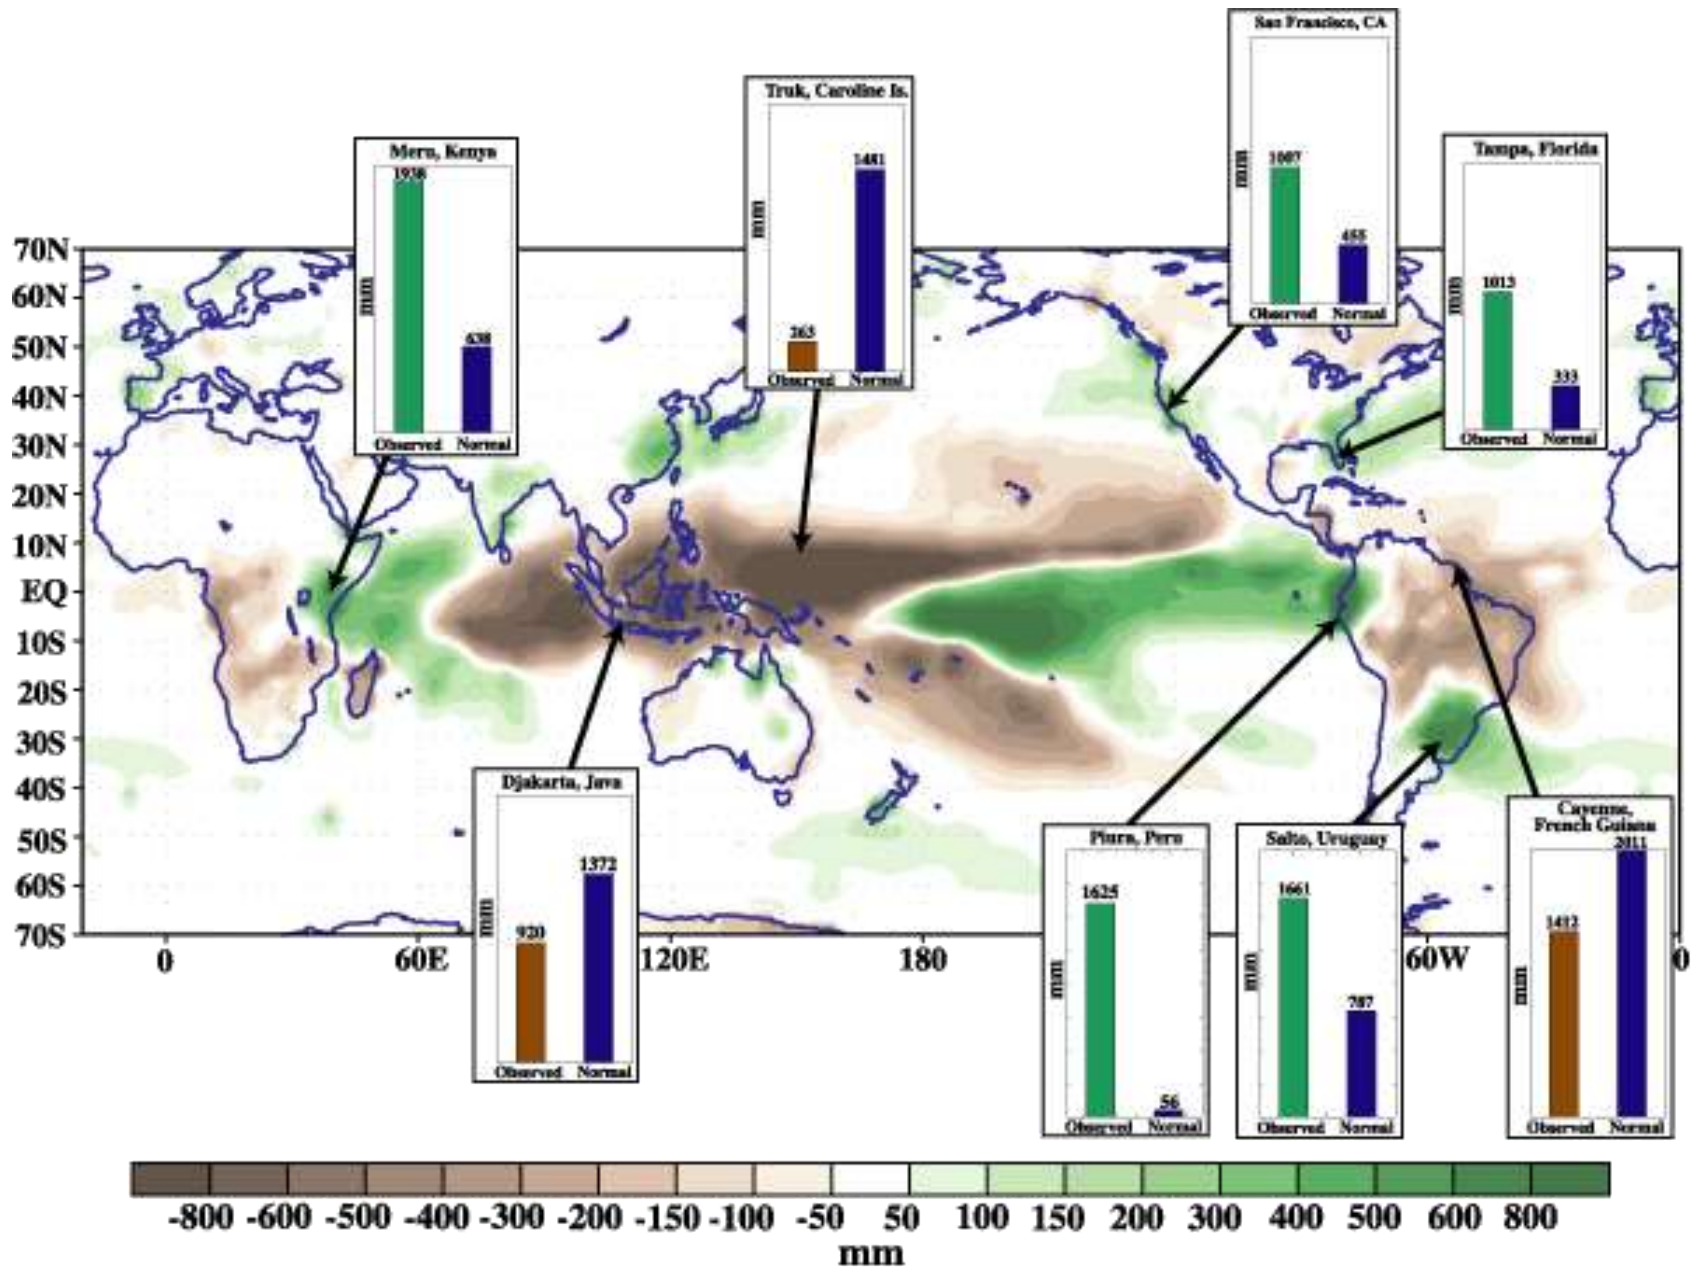 San Francisco, CA
mm
1007
455
Observed Normal
Truk, Caroline Is.
mm
263
1481
Observed Normal
Tampa, Florida
mm
1013
333
Observed Normal
Meru, Kenya
mm
1938
638
Observed Normal
70N
60N
50N
40N
30N
20N
10N
EQ
10S
20S
30S
40S
50S
60S
70S
0
60E
120E
180
60W
0
Djakarta, Java
mm
920
1372
Observed Normal
Piura, Peru
mm
1625
56
Observed Normal
Salto, Uruguay
mm
1661
787
Observed Normal
Cayenne,
French Guiana
mm
1412
2011
Observed Normal
-800 -600 -500 -400 -300 -200 -150 -100 -50 50 100 150 200 300 400 500 600 800
mm